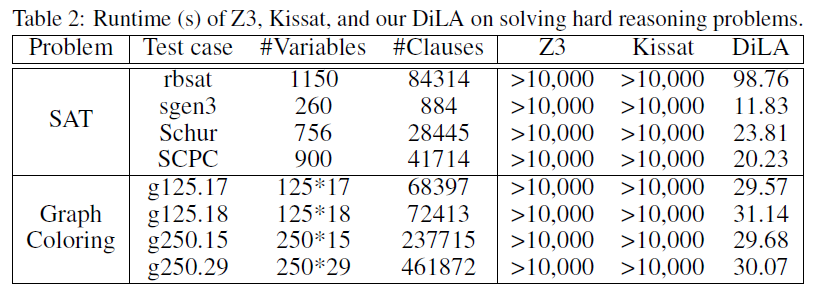 Table 2: Runtime (s) of Z3, Kissat, and our DiLA on solving hard reasoning problems.
Problem Test case #Variables #Clauses Z3 Kissat DiLA
SAT
rbsat 1150 84314 >10,000 >10,000 98.76
sgen3 260 884 >10,000 >10,000 11.83
Schur 756 28445 >10,000 >10,000 23.81
SCPC 900 41714 >10,000 >10,000 20.23
Graph
Coloring
g125.17 125*17 68397 >10,000 >10,000 29.57
g125.18 125*18 72413 >10,000 >10,000 31.14
g250.15 250*15 237715 >10,000 >10,000 29.68
g250.29 250*29 461872 >10,000 >10,000 30.07